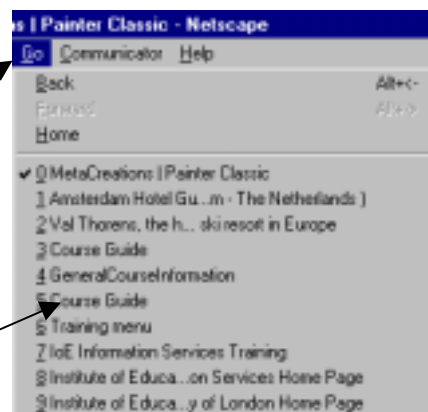 s | Painter Classic - Netscape
Go Communicator Help
Back Alt+<-
Forward Alt+->
Home
✔ 0 MetaCreations | Painter Classic
1 Amsterdam Hotel Gu...m - The Netherlands )
2 Val Thorens, the h... ski resort in Europe
3 Course Guide
4 GeneralCourseInformation
5 Course Guide
6 Training menu
7 IoE Information Services Training
8 Institute of Educa...on Services Home Page
9 Institute of Educa...y of London Home Page